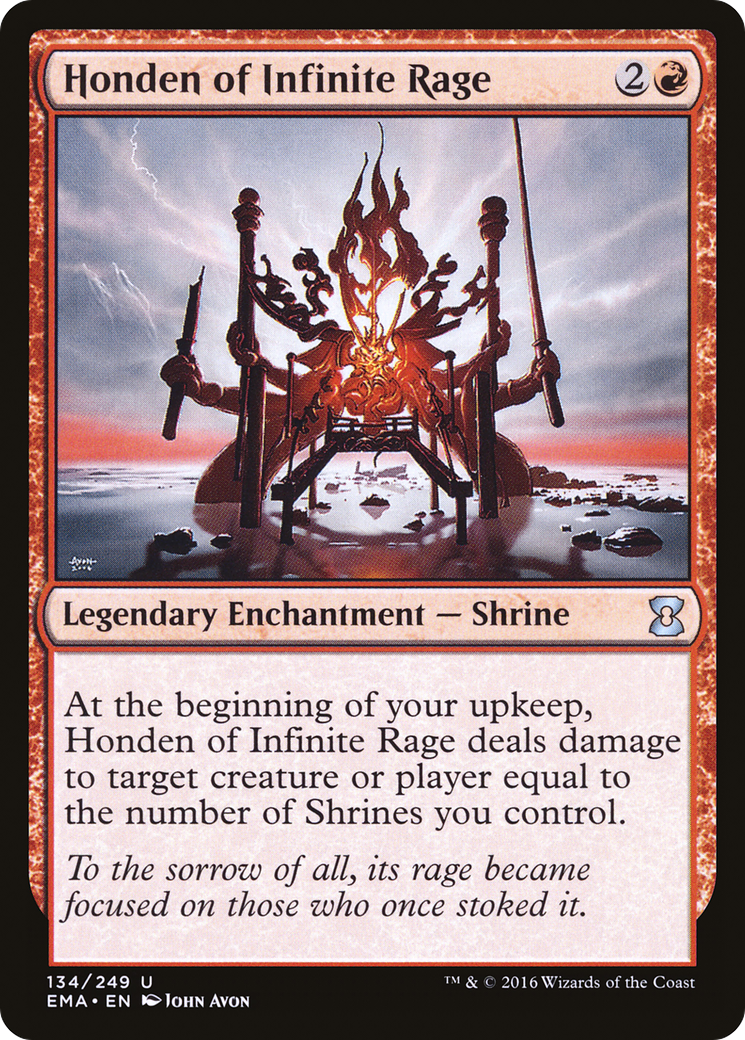 Honden of Infinite Rage 2
AVON
2004
Legendary Enchantment — Shrine
At the beginning of your upkeep,
Honden of Infinite Rage deals damage
to target creature or player equal to
the number of Shrines you control.
To the sorrow of all, its rage became
focused on those who once stoked it.
134/249 U
™ & © 2016 Wizards of the Coast
EMA • EN John Avon